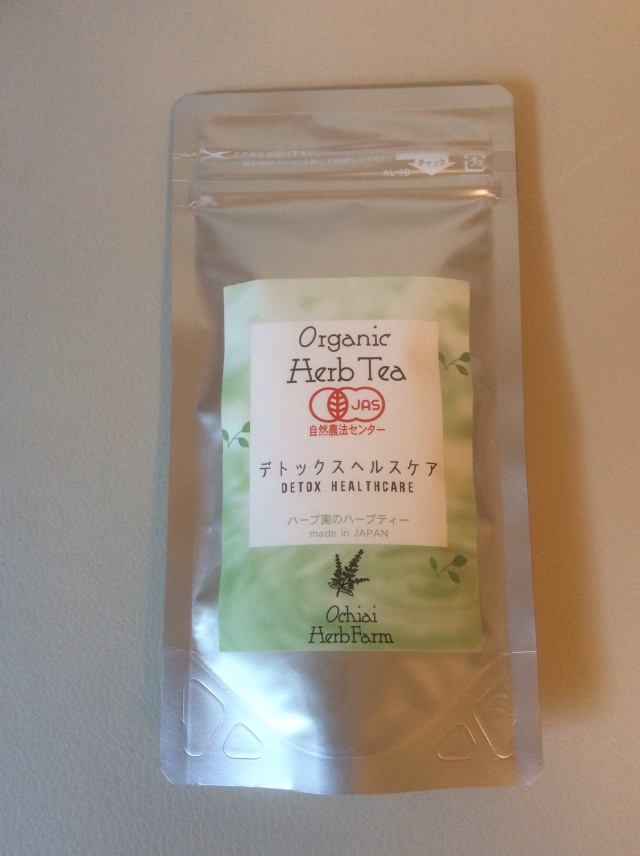 AL-10
チャック
Organic
Herb Tea
JAS
自然農法センター
デトックスヘルスケア
DETOX HEALTHCARE
ハーブ園のハーブティー
made in JAPAN
Ochiai
Herb Farm